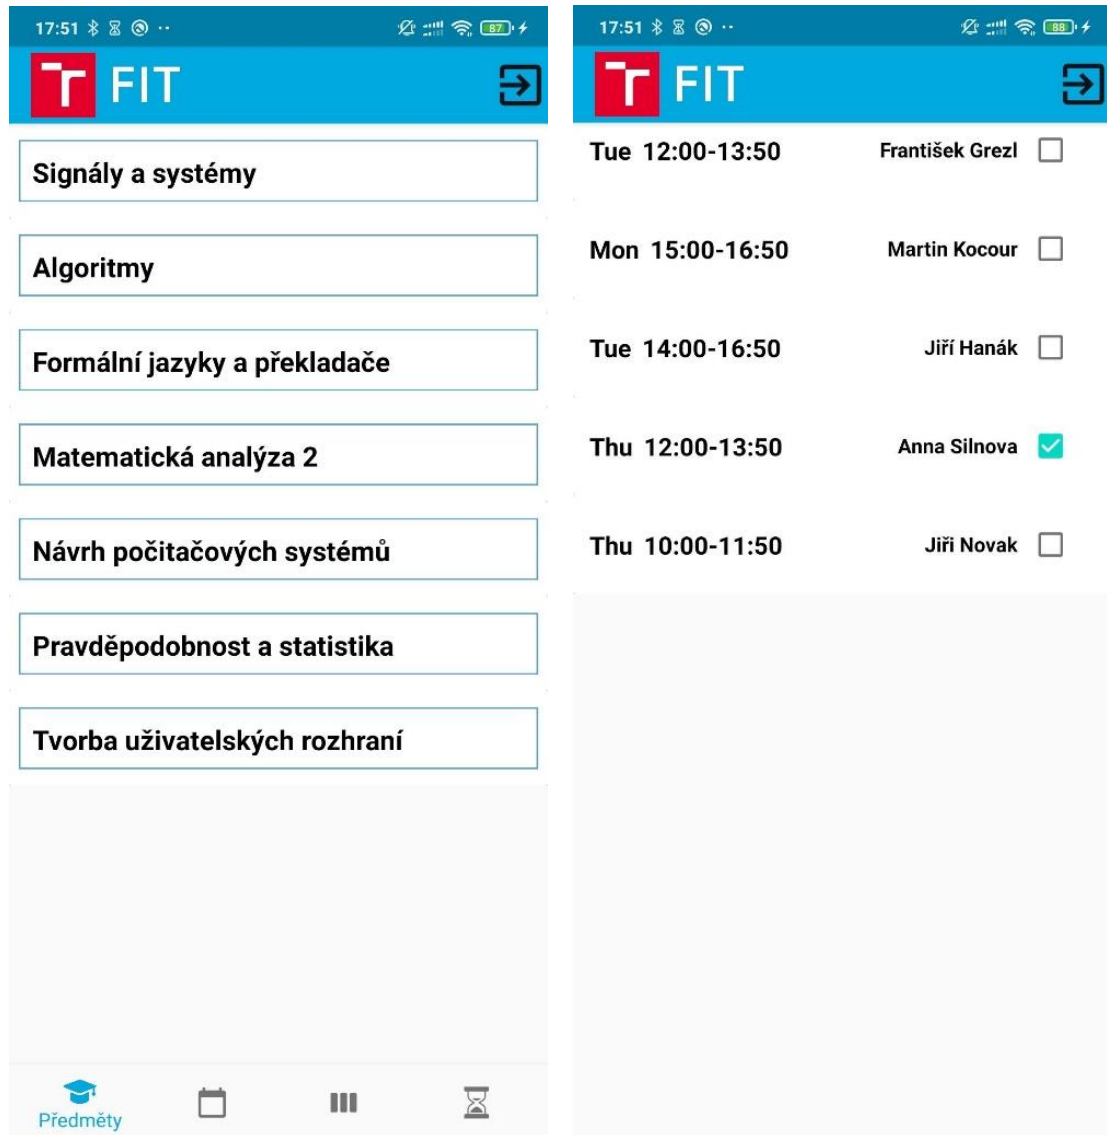 17:51
87
FIT
Signály a systémy
Algoritmy
Formální jazyky a překladače
Matematická analýza 2
Návrh počitačových systémů
Pravděpodobnost a statistika
Tvorba uživatelských rozhraní
Předměty
17:51
88
FIT
Tue 12:00-13:50 František Grezl
Mon 15:00-16:50 Martin Kocour
Tue 14:00-16:50 Jiří Hanák
Thu 12:00-13:50 Anna Silnova
Thu 10:00-11:50 Jiři Novak